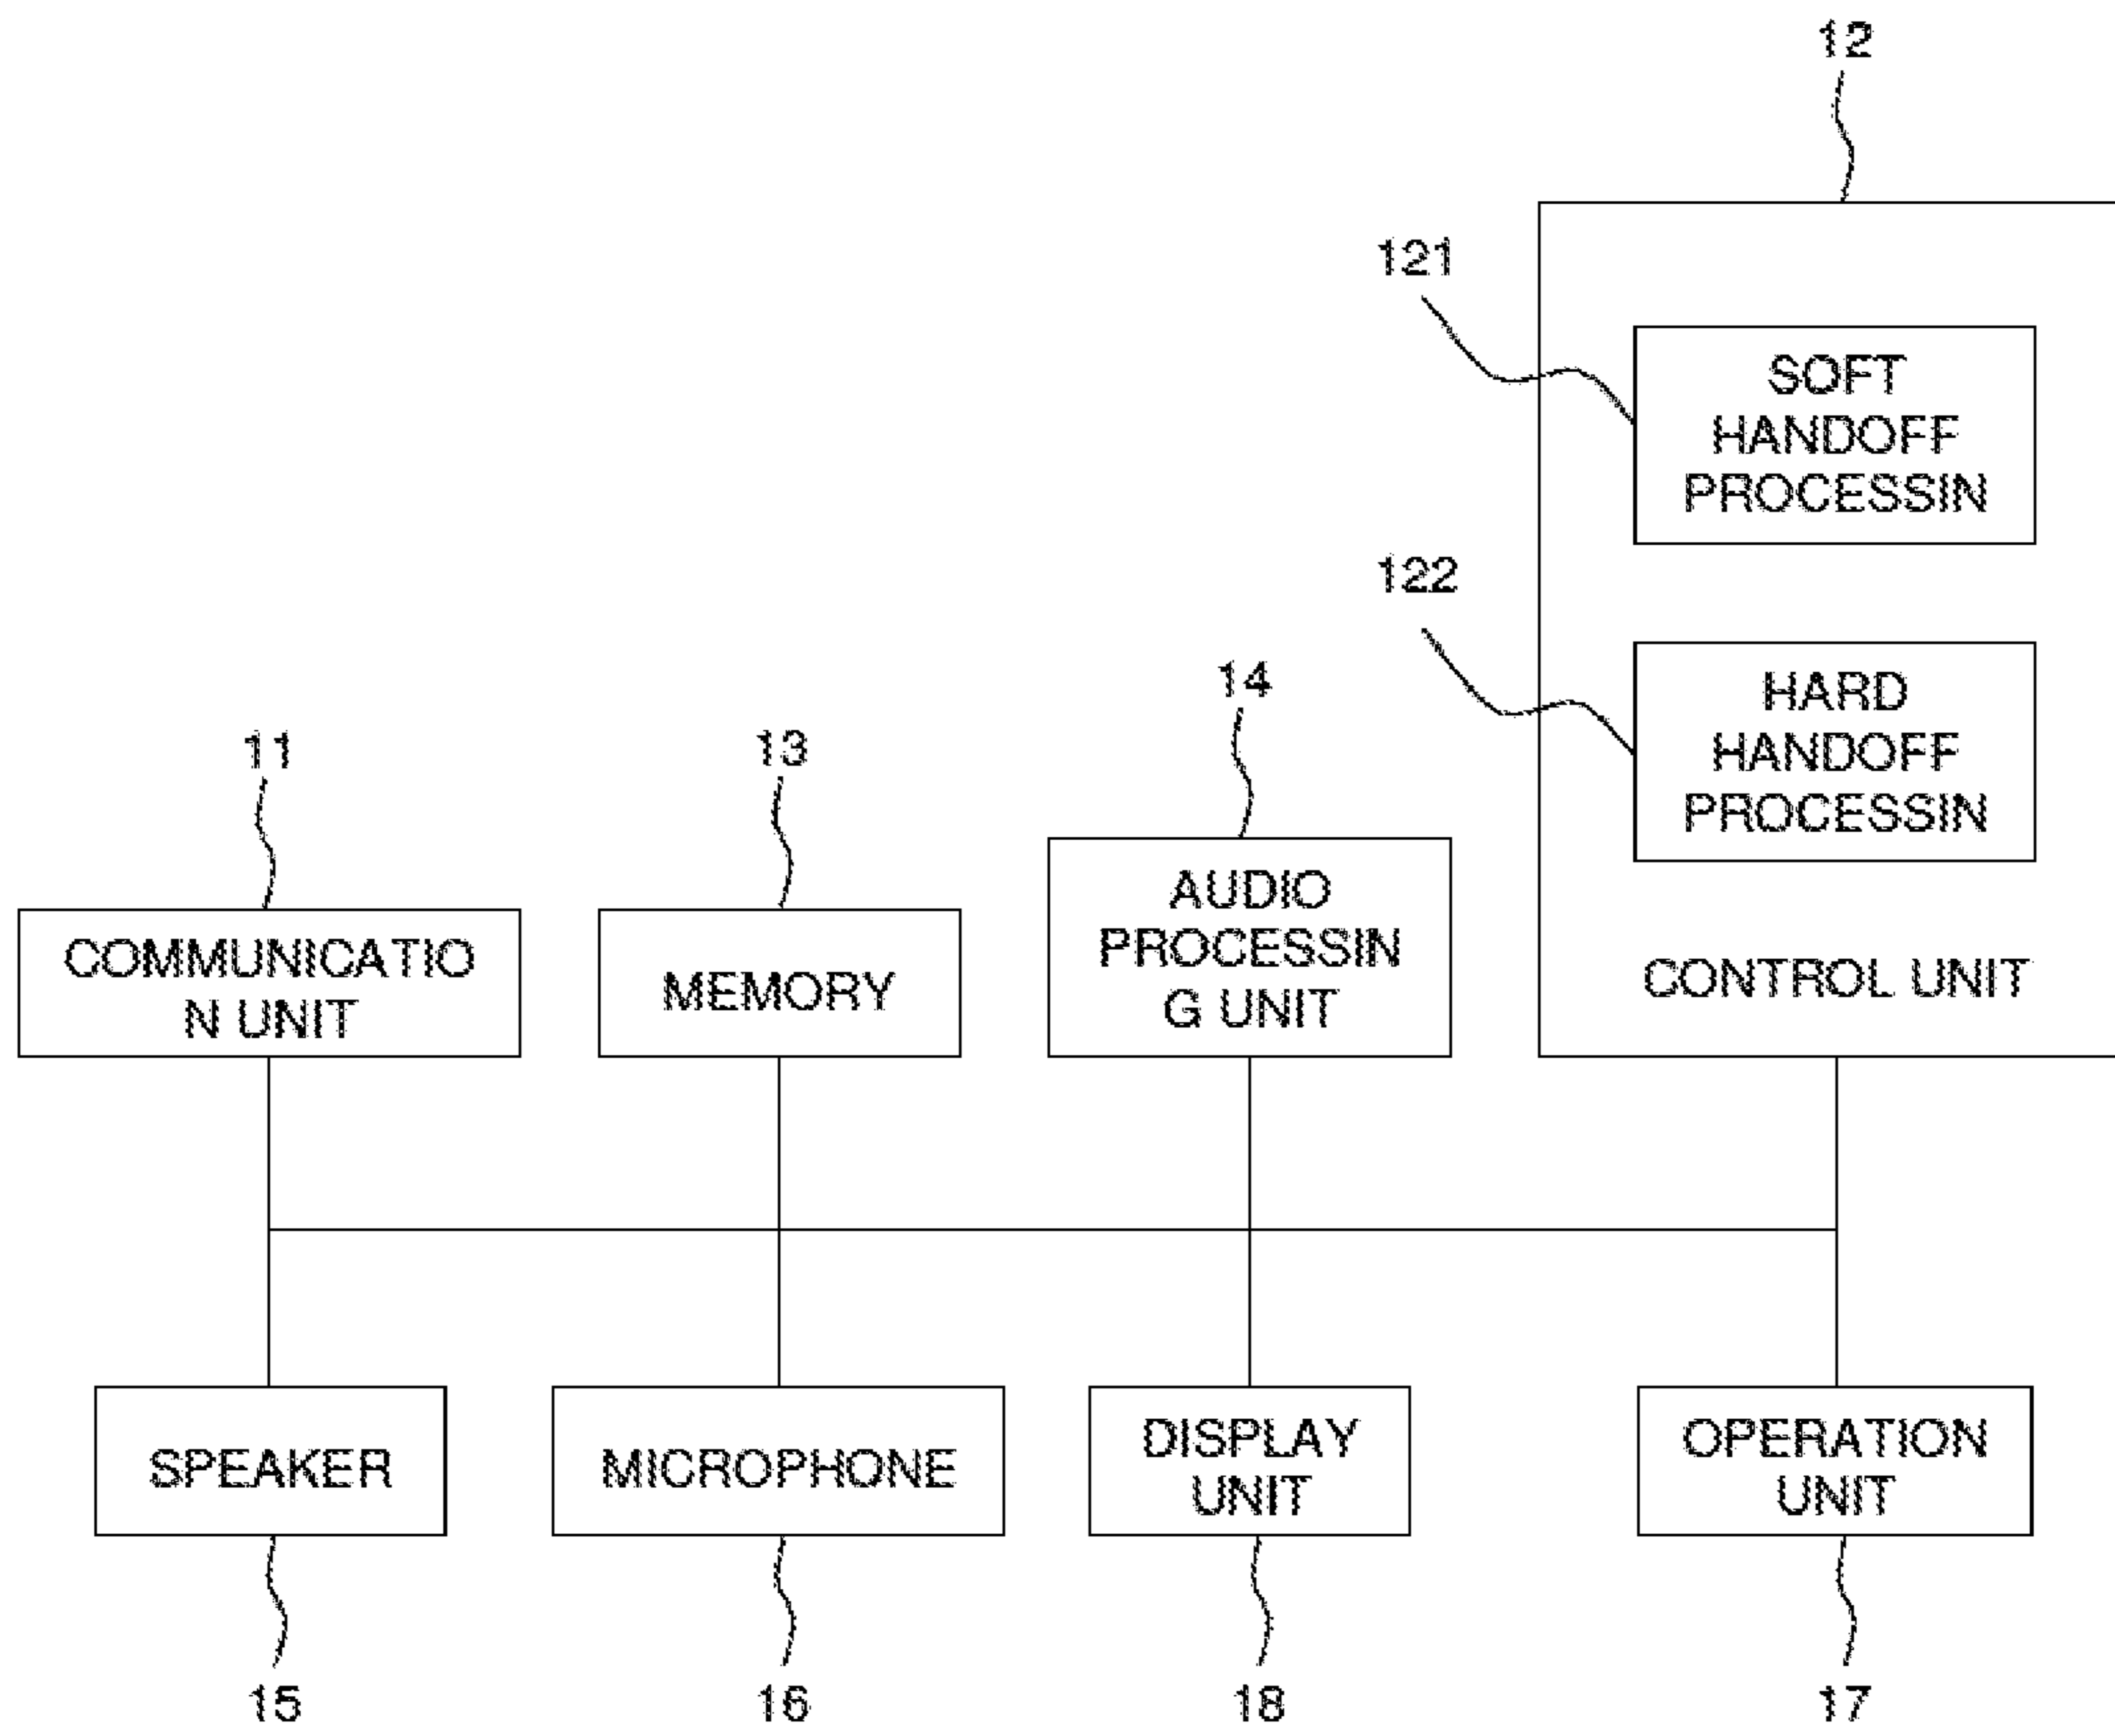 12
121
SOFT
HANDOFF
PROCESSIN
122
HARD
HANDOFF
PROCESSIN
CONTROL UNIT
11
COMMUNICATIO
N UNIT
13
MEMORY
14
AUDIO
PROCESSIN
G UNIT
SPEAKER
15
MICROPHONE
16
DISPLAY
UNIT
18
OPERATION
UNIT
17